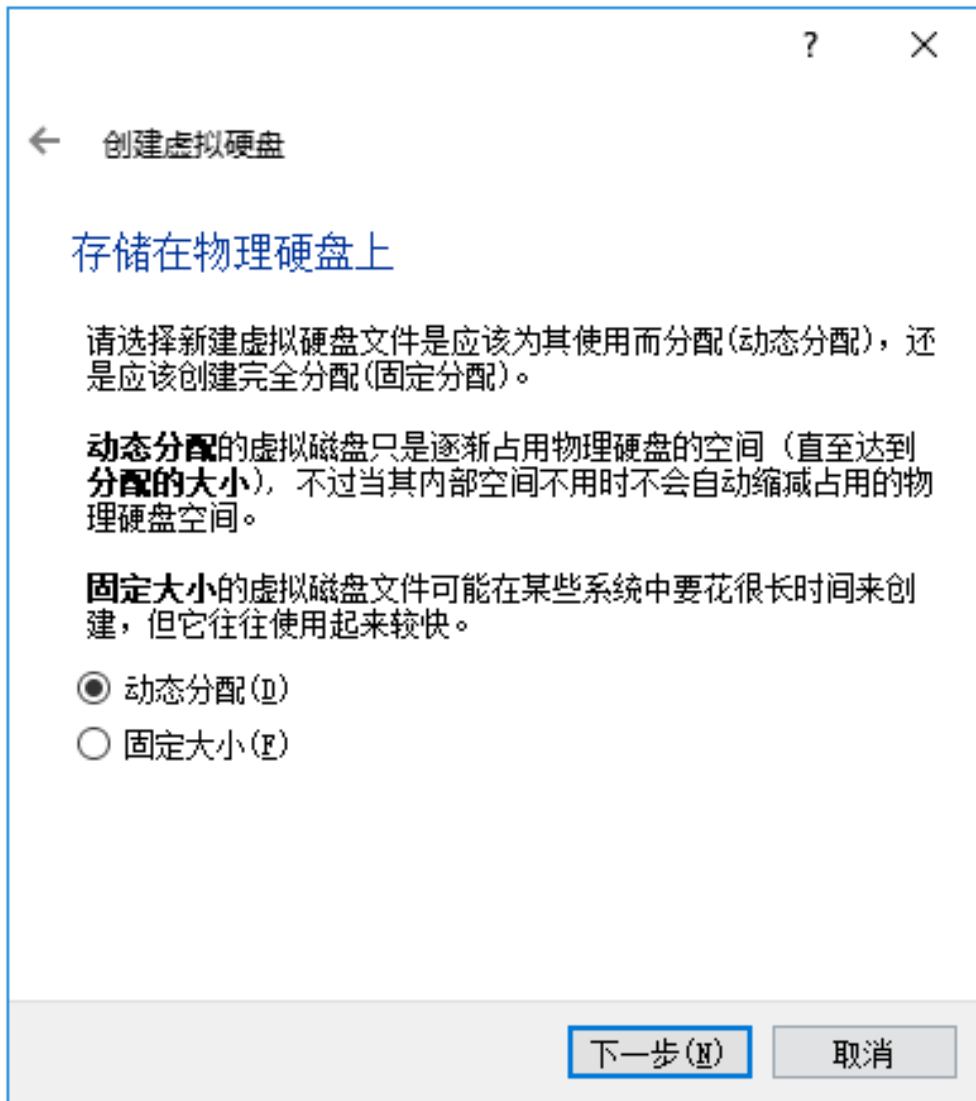 ?
创建虚拟硬盘
存储在物理硬盘上
请选择新建虚拟硬盘文件是应该为其使用而分配(动态分配)，还
是应该创建完全分配(固定分配)。
动态分配的虚拟磁盘只是逐渐占用物理硬盘的空间（直至达到
分配的大小），不过当其内部空间不用时不会自动缩减占用的物
理硬盘空间。
固定大小的虚拟磁盘文件可能在某些系统中要花很长时间来创
建，但它往往使用起来较快。
动态分配(D)
固定大小(F)
下一步(N) 取消